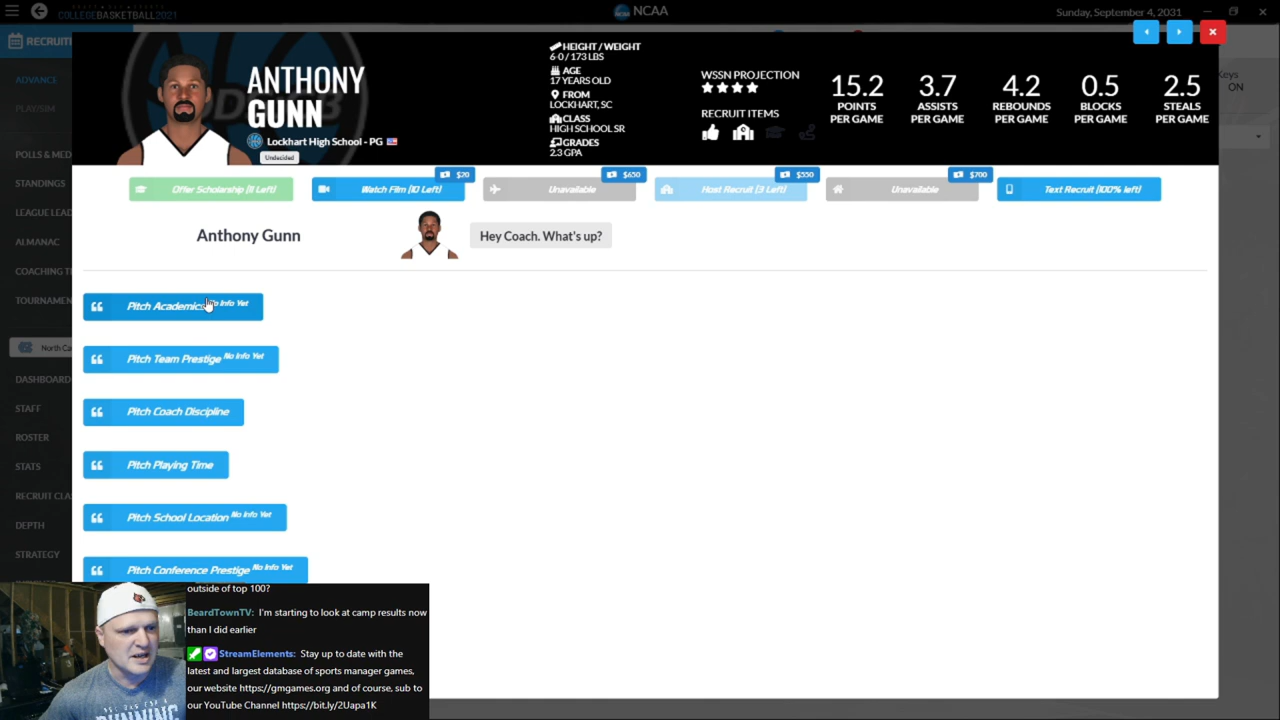 COLLEGEBASKETBALL2021
NCAA
Sunday, September 4, 2031
RECRUITI
ADVANCE
PLAY/SIM
POLLS & MED
STANDINGS
LEAGUE LEAD
ALMANAC
COACHING T
TOURNAMEN
North Ca
DASHBOARD
STAFF
ROSTER
STATS
RECRUIT CLA
DEPTH
STRATEGY
ANTHONY
GUNN
Lockhart High School - PG
Undecided
HEIGHT / WEIGHT
6-0 / 173 LBS
AGE
17 YEARS OLD
FROM
LOCKHART, SC
CLASS
HIGH SCHOOL SR
GRADES
2.3 GPA
WSSN PROJECTION
RECRUIT ITEMS
15.2
POINTS
PER GAME
3.7
ASSISTS
PER GAME
4.2
REBOUNDS
PER GAME
0.5
BLOCKS
PER GAME
2.5
STEALS
PER GAME
Keys
ON
Offer Scholarship (11 Left)
Watch Film (10 Left)
$20
Unavailable
$650
Host Recruit (3 Left)
$550
Unavailable
$700
Text Recruit (100% left)
Anthony Gunn
Hey Coach. What's up?
Pitch Academics No Info Yet
Pitch Team Prestige No Info Yet
Pitch Coach Discipline
Pitch Playing Time
Pitch School Location No Info Yet
Pitch Conference Prestige No Info Yet
outside of top 100?
BeardTownTV: I'm starting to look at camp results now
than I did earlier
StreamElements: Stay up to date with the
latest and largest database of sports manager games,
our website https://gmgames.org and of course, sub to
our YouTube Channel https://bit.ly/2Uapa1K